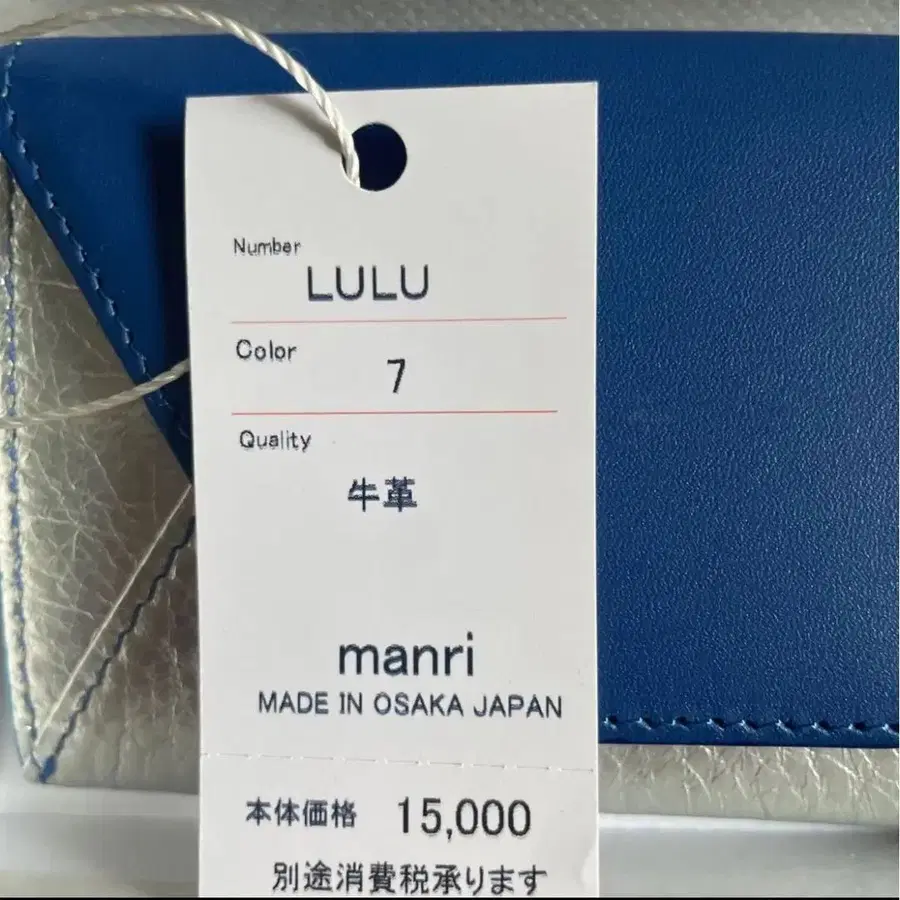 Number
LULU
Color
7
Quality
牛革
manri
MADE IN OSAKA JAPAN
本体価格 15,000
別途消費税承ります